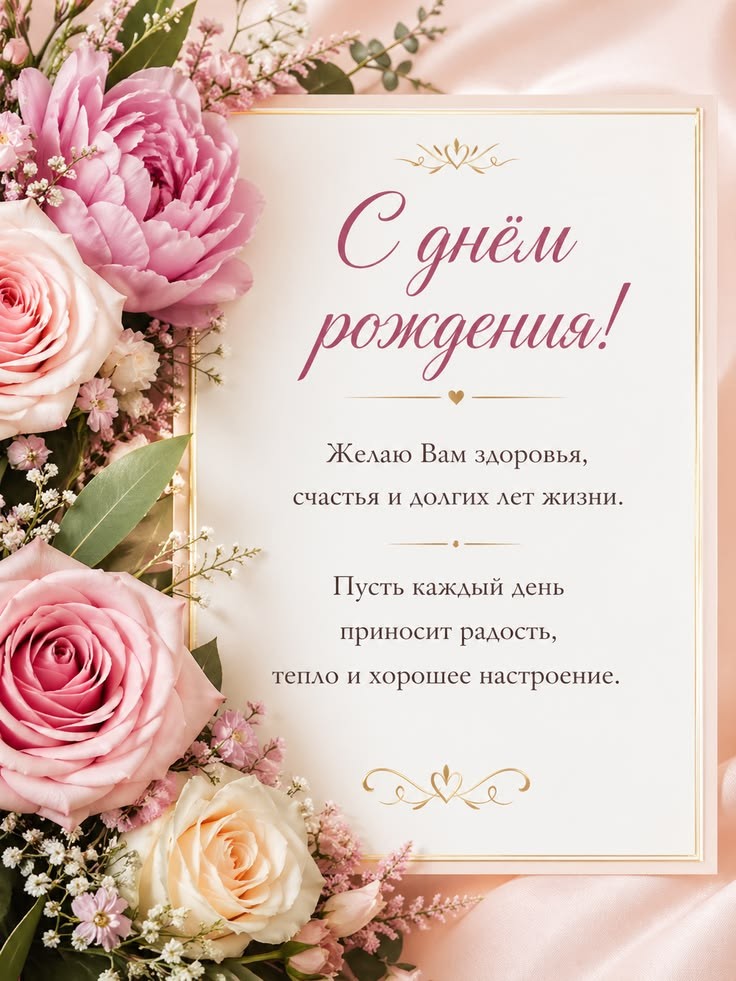 С днём
рождения!
Желаю Вам здоровья,
счастья и долгих лет жизни.
Пусть каждый день
приносит радость,
тепло и хорошее настроение.